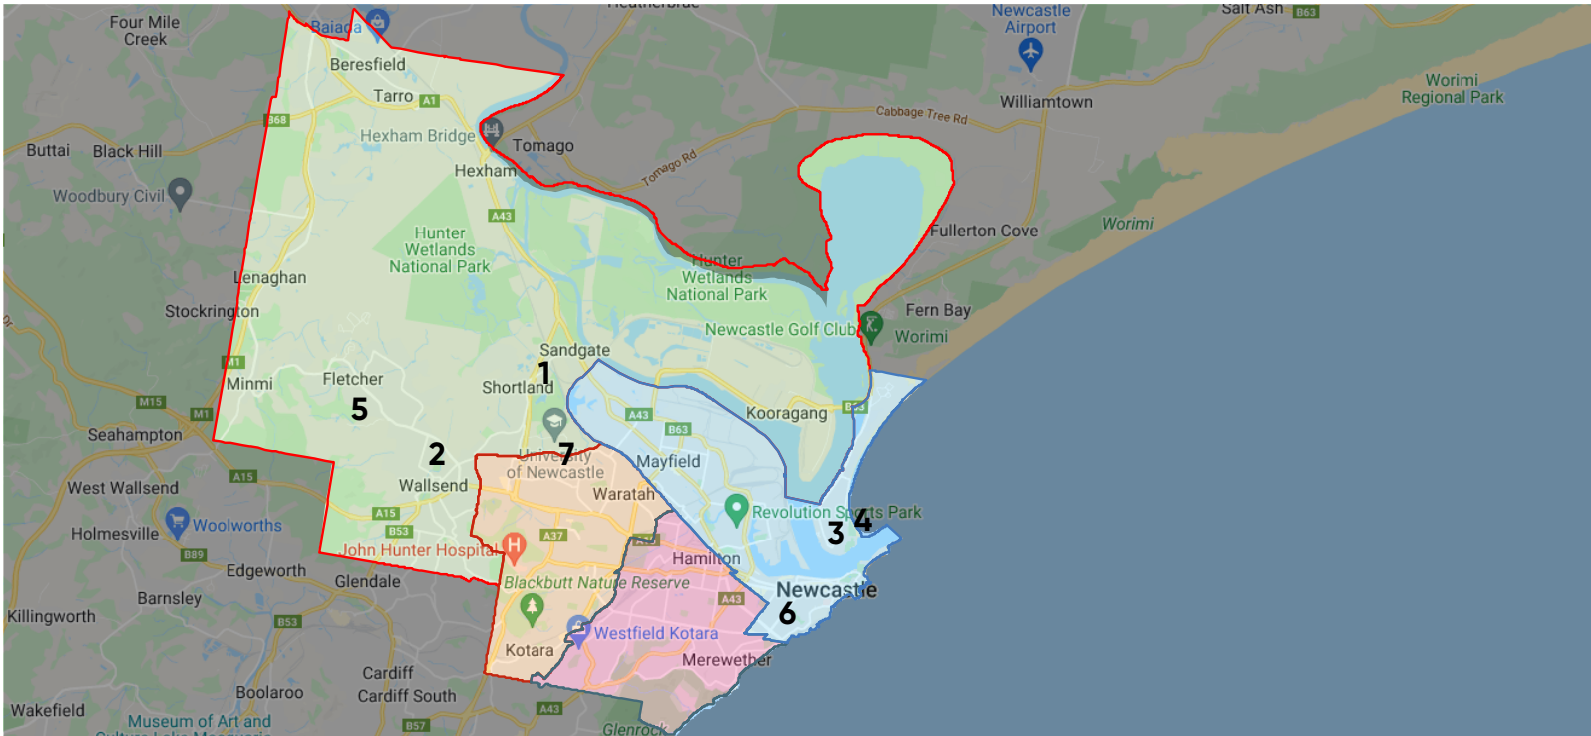 Four Mile
Creek
Baiada
Heatherbrae
Newcastle
Airport
Salt Ash
B63
Beresfield
Tarro
A1
Worimi
Regional Park
Williamtown
B68
Hexham Bridge
Cabbage Tree Rd
Buttai
Black Hill
Tomago
Tomago Rd
Hexham
Woodbury Civil
A43
Worimi
Fullerton Cove
Hunter
Wetlands
National Park
Hunter
Wetlands
National Park
Lenaghan
Stockrington
Fern Bay
Newcastle Golf Club
Worimi
Sandgate
M1
1
Minmi
Fletcher
Shortland
M15
M1
5
A43
Kooragang
B63
B63
Seahampton
2
7
University
of Newcastle
Mayfield
A15
West Wallsend
Wallsend
Waratah
A15
Revolution Sports Park
Holmesville
Woolworths
B53
3
4
A37
B89
John Hunter Hospital
Hamilton
Edgeworth
Glendale
Blackbutt Nature Reserve
Newcastle
Barnsley
A43
6
Killingworth
B53
Westfield Kotara
Kotara
Merewether
Cardiff
Boolaroo
Cardiff South
Wakefield
A43
Museum of Art and
Culture Lake Macquarie
B57
Glenrock